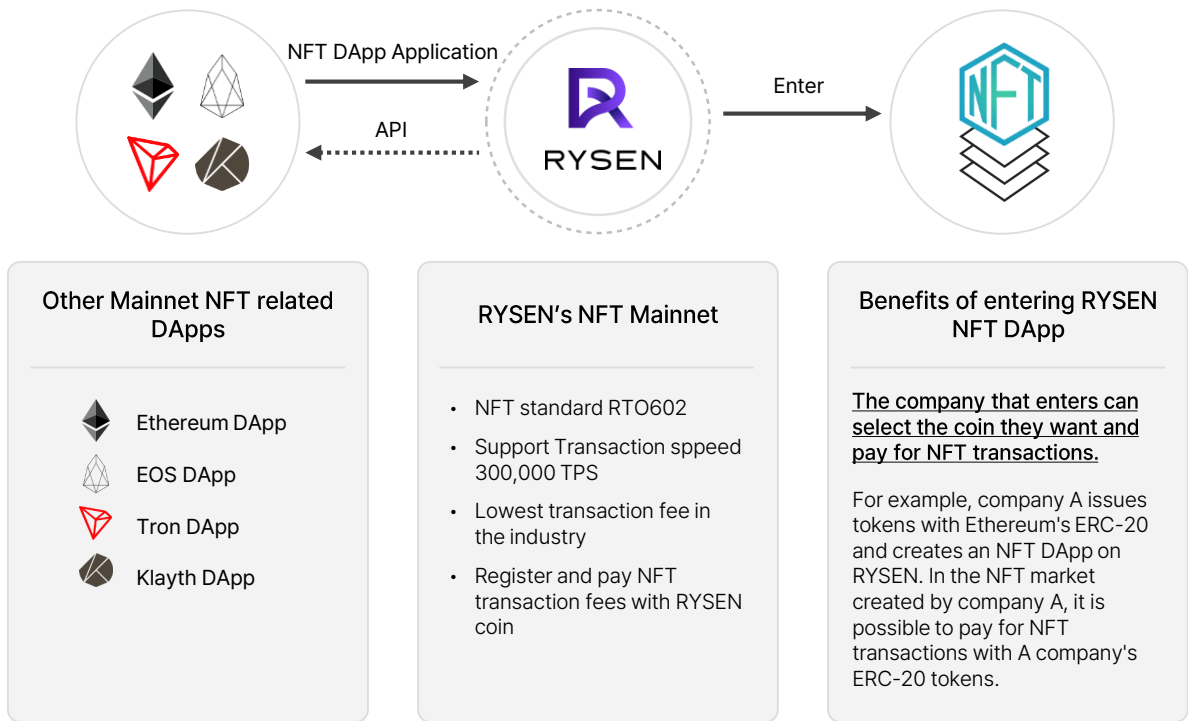 NFT DApp Application
API
RYSEN
Enter
NFT
Other Mainnet NFT related
DApps
Ethereum DApp
EOS DApp
Tron DApp
Klayth DApp
RYSEN’s NFT Mainnet
• NFT standard RTO602
• Support Transaction sppeed
300,000 TPS
• Lowest transaction fee in
the industry
• Register and pay NFT
transaction fees with RYSEN
coin
Benefits of entering RYSEN
NFT DApp
The company that enters can
select the coin they want and
pay for NFT transactions.
For example, company A issues
tokens with Ethereum's ERC-20
and creates an NFT DApp on
RYSEN. In the NFT market
created by company A, it is
possible to pay for NFT
transactions with A company's
ERC-20 tokens.